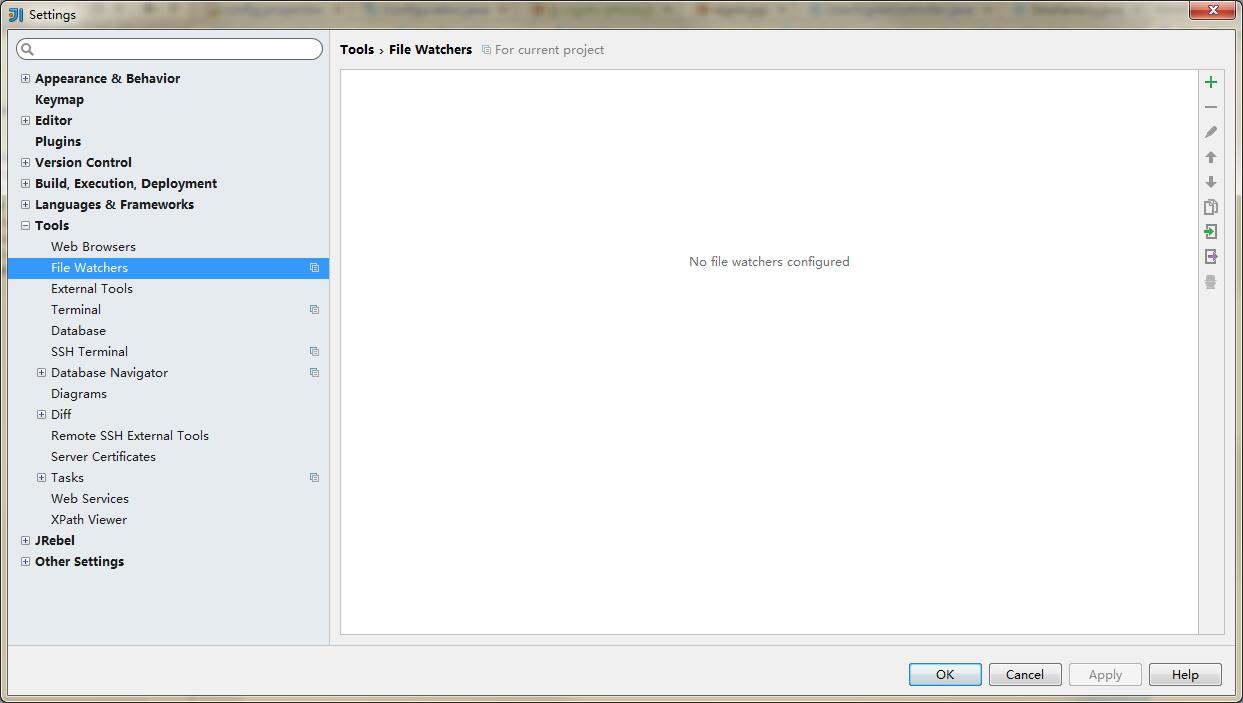 Settings
Tools › File Watchers For current project
Appearance & Behavior
Keymap
Editor
Plugins
Version Control
Build, Execution, Deployment
Languages & Frameworks
Tools
Web Browsers
File Watchers
External Tools
Terminal
Database
SSH Terminal
Database Navigator
Diagrams
Diff
Remote SSH External Tools
Server Certificates
Tasks
Web Services
XPath Viewer
JRebel
Other Settings
No file watchers configured
OK Cancel Apply Help